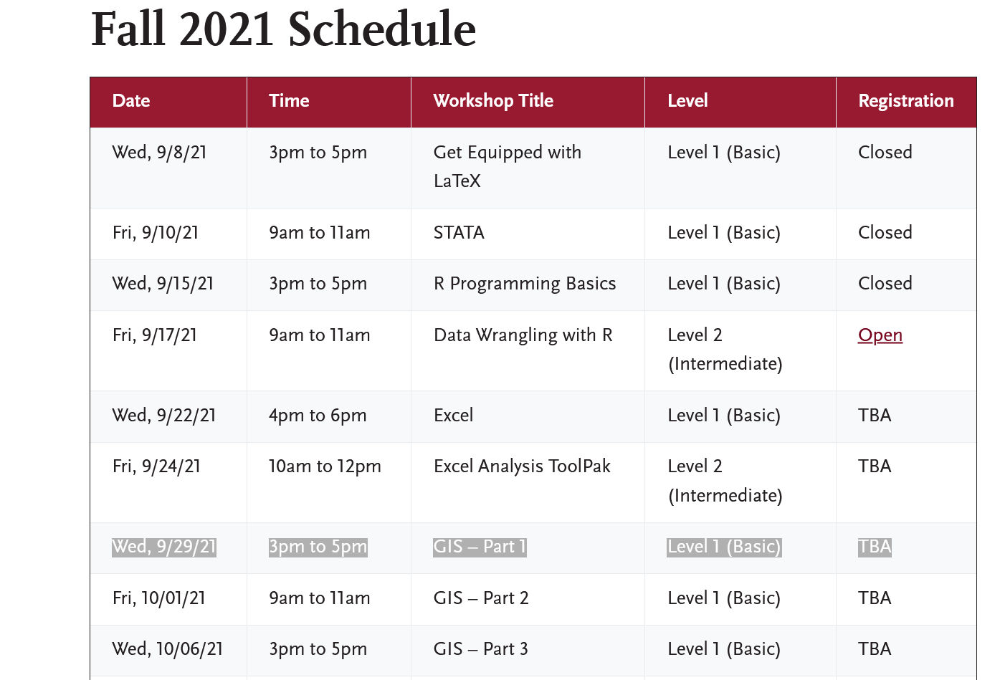 Fall 2021 Schedule
Date Time Workshop Title Level Registration
Wed, 9/8/21 3pm to 5pm Get Equipped with Level 1 (Basic) Closed
LaTeX
Fri, 9/10/21 9am to 11am STATA Level 1 (Basic) Closed
Wed, 9/15/21 3pm to 5pm R Programming Basics Level 1 (Basic) Closed
Fri, 9/17/21 9am to 11am Data Wrangling with R Level 2 Open
(Intermediate)
Wed, 9/22/21 4pm to 6pm Excel Level 1 (Basic) TBA
Fri, 9/24/21 10am to 12pm Excel Analysis ToolPak Level 2 TBA
(Intermediate)
Wed, 9/29/21 3pm to 5pm GIS – Part 1 Level 1 (Basic) TBA
Fri, 10/01/21 9am to 11am GIS – Part 2 Level 1 (Basic) TBA
Wed, 10/06/21 3pm to 5pm GIS – Part 3 Level 1 (Basic) TBA